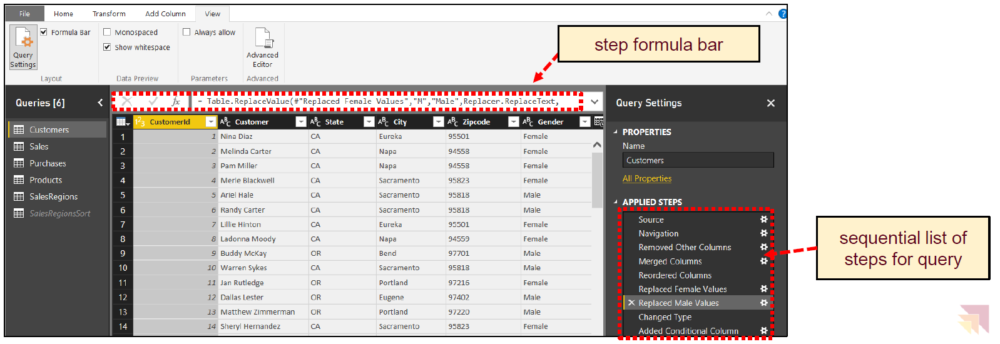 File Home Transform Add Column View
Formula Bar Monospaced Always allow
Show whitespace
Query
Settings
Advanced
Editor
Layout Data Preview Parameters Advanced
step formula bar
Queries [6]
Customers
Sales
Purchases
Products
SalesRegions
SalesRegionsSort
fx = Table.ReplaceValue(#"Replaced Female Values","M","Male",Replacer.ReplaceText,
CustomerId Customer State City Zipcode Gender
1 1 Nina Diaz CA Eureka 95501 Female
2 2 Melinda Carter CA Napa 94558 Female
3 3 Pam Miller CA Napa 94558 Female
4 4 Merle Blackwell CA Sacramento 95823 Female
5 5 Ariel Hale CA Sacramento 95818 Male
6 6 Randy Carter CA Sacramento 95818 Male
7 7 Lillie Hinton CA Eureka 95501 Female
8 8 Ladonna Moody CA Napa 94559 Female
9 9 Buddy McKay OR Bend 97701 Male
10 10 Warren Sykes CA Sacramento 95818 Male
11 11 Jan Rutledge OR Portland 97216 Female
12 12 Dallas Lester OR Eugene 97402 Male
13 13 Matthew Zimmerman OR Portland 97220 Male
14 14 Sheryl Hernandez CA Sacramento 95823 Female
Query Settings
PROPERTIES
Name
Customers
All Properties
APPLIED STEPS
Source
Navigation
Removed Other Columns
Merged Columns
Reordered Columns
Replaced Female Values
Replaced Male Values
Changed Type
Added Conditional Column
sequential list of
steps for query